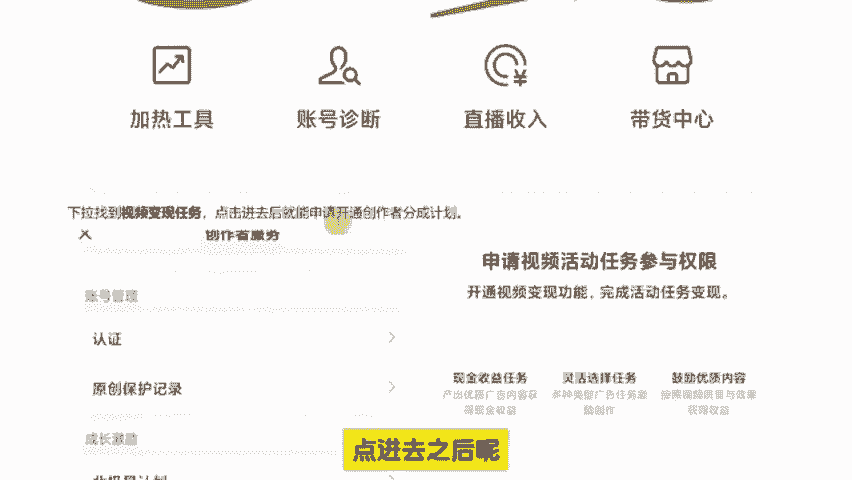 加热工具 账号诊断 直播收入 带货中心
下拉找到视频变现任务，点击进去后就能申请开通创作者分成计划。
创作者服务
申请视频活动任务参与权限
开通视频变现功能，完成活动任务变现。
账号管理
认证
原创保护记录
现金收益任务 灵活选择任务 鼓励优质内容
产出优质广告内容获
得现金收益
多种类型广告任务激
励创作
按照视频质量与效果
获得收益
成长激励
点进去之后呢